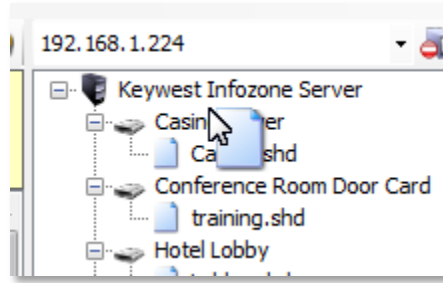 192.168.1.224
Keywest Infozone Server
Conference Room Door Card
training.shd
Hotel Lobby